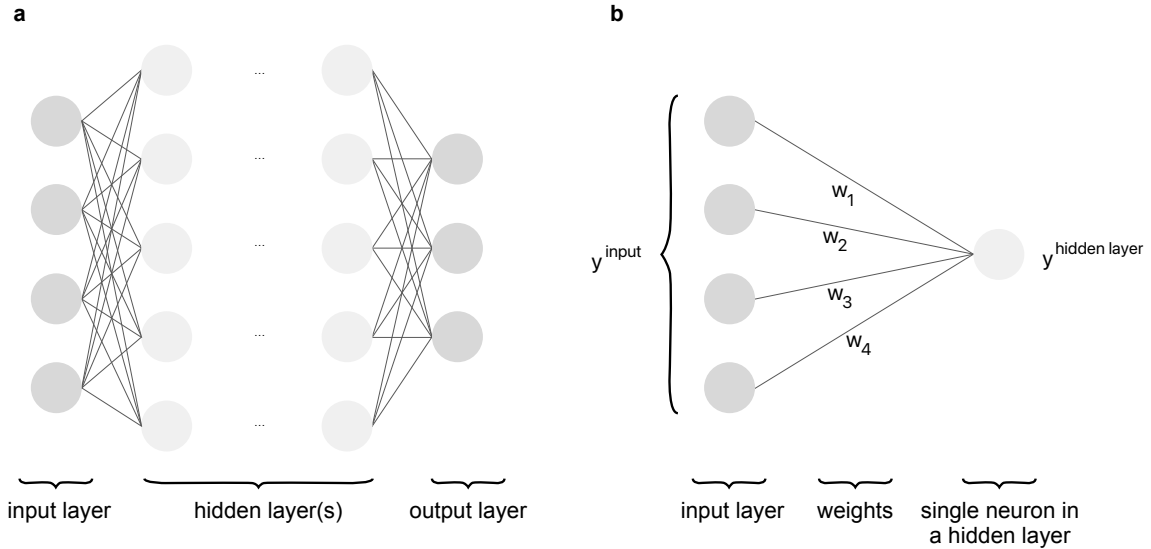 a
...
...
...
...
...
input layer
hidden layer(s)
output layer
b
y input
w1
w2
w3
w4
y hidden layer
input layer
weights
single neuron in
a hidden layer